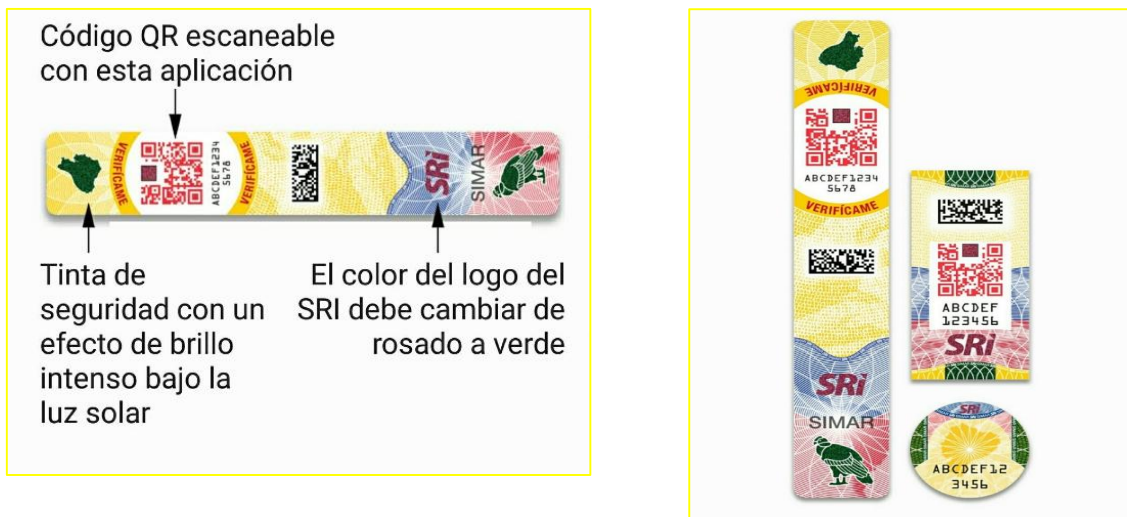 Código QR escaneable
con esta aplicación
VERIFÍCAME
ABCDEF1234
5678
VERIFÍCAME
SRi
SIMAR
Tinta de
seguridad con un
efecto de brillo
intenso bajo la
luz solar
El color del logo del
SRI debe cambiar de
rosado a verde
VERIFÍCAME
ABCDEF1234
5678
VERIFÍCAME
SRi
SIMAR
ABCDEF
123456
SRi
SRi
ABCDEF12
3456